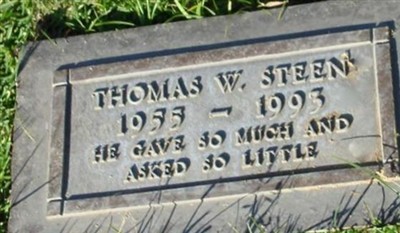 THOMAS W. STEEN
1955 - 1993
HE GAVE SO MUCH AND
ASKED SO LITTLE